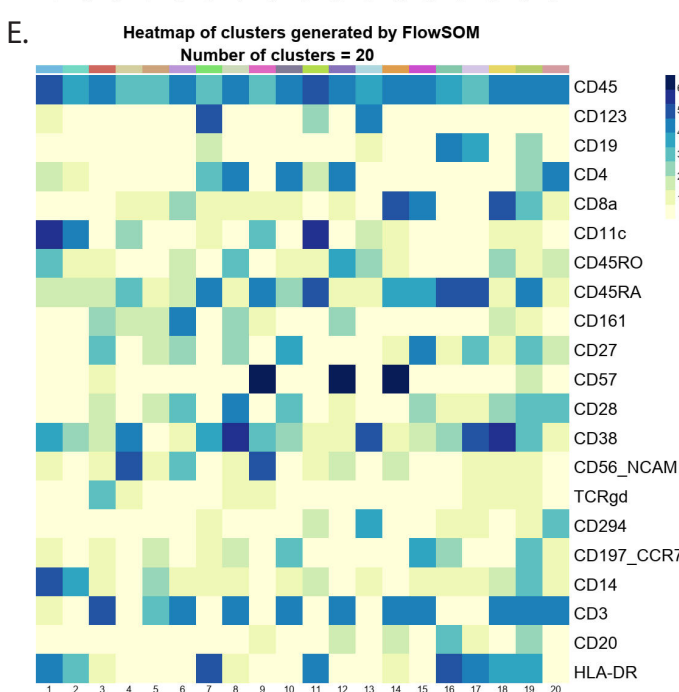 E.
Heatmap of clusters generated by FlowSOM
Number of clusters = 20
CD45
CD123
CD19
CD4
CD8a
CD11c
CD45RO
CD45RA
CD161
CD27
CD57
CD28
CD38
CD56_NCAM
TCRgd
CD294
CD197_CCR7
CD14
CD3
CD20
HLA-DR
1 2 3 4 5 6 7 8 9 10 11 12 13 14 15 16 17 18 19 20